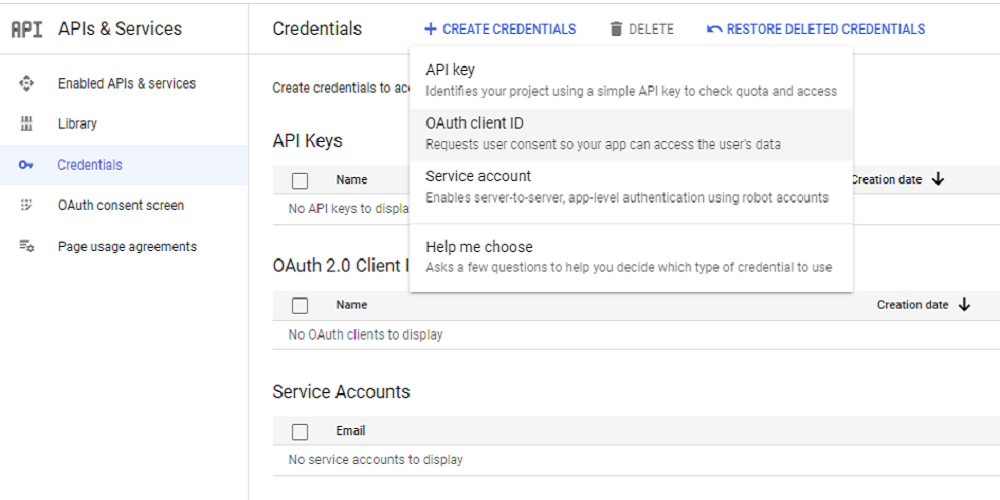 API APIs & Services
Credentials
+ CREATE CREDENTIALS
DELETE
RESTORE DELETED CREDENTIALS
Enabled APIs & services
Library
Credentials
OAuth consent screen
Page usage agreements
Create credentials to
API key
Identifies your project using a simple API key to check quota and access
OAuth client ID
Requests user consent so your app can access the user's data
Service account
Enables server-to-server, app-level authentication using robot accounts
Help me choose
Asks a few questions to help you decide which type of credential to use
API Keys
Name
Creation date
No API keys to displa
OAuth 2.0 Client I
Name
Creation date
No OAuth clients to display
Service Accounts
Email
No service accounts to display